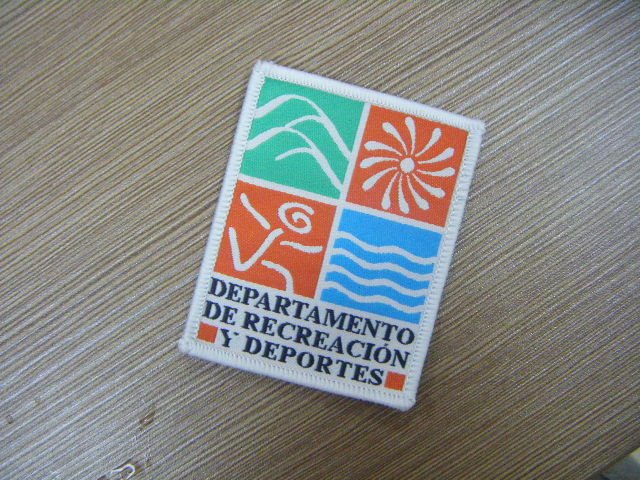 DEPARTAMENTO
DE RECREACIÓN
Y DEPORTES